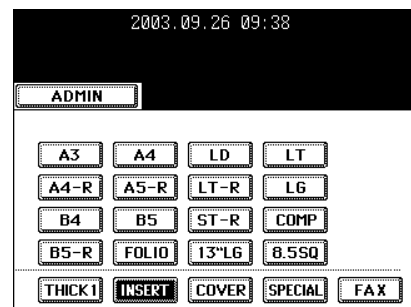 2003.09.26 09:38
ADMIN
A3 A4 LD LT
A4-R A5-R LT-R LG
B4 B5 ST-R COMP
B5-R FOLIO 13"LG 8.5SQ
THICK1 INSERT COVER SPECIAL FAX